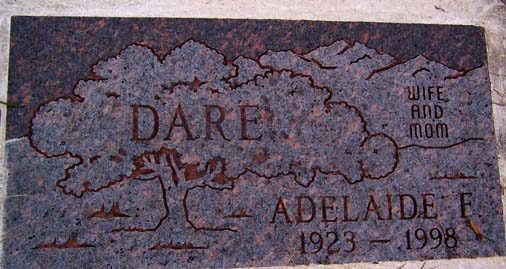 DARE
WIFE
AND
MOM
ADELAIDE F.
1923 – 1998